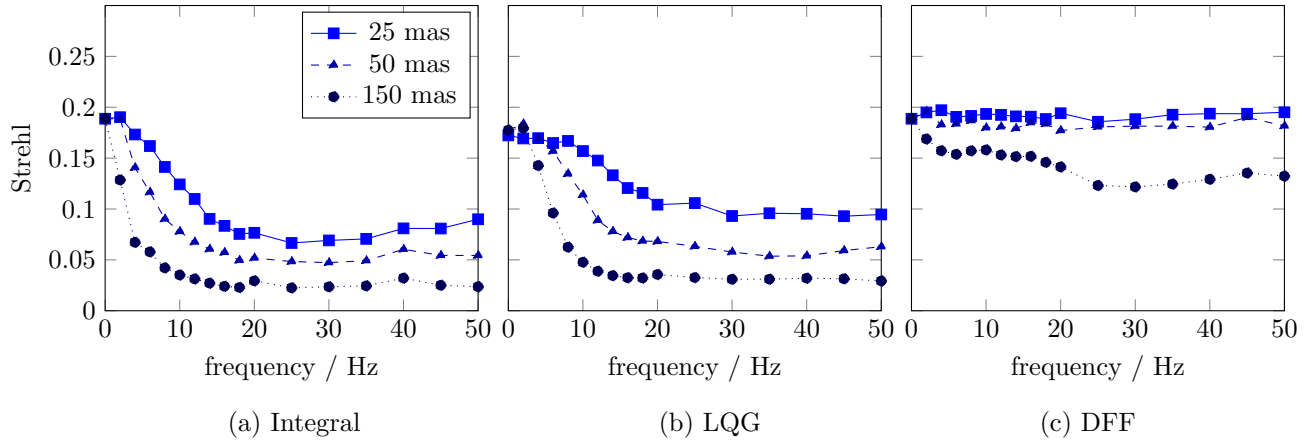 0.25
0.2
0.15
0.1
0.05
0
Strehl
25 mas
50 mas
150 mas
0 10 20 30 40 50
0 10 20 30 40 50
0 10 20 30 40 50
frequency / Hz
frequency / Hz
frequency / Hz
(a) Integral
(b) LQG
(c) DFF